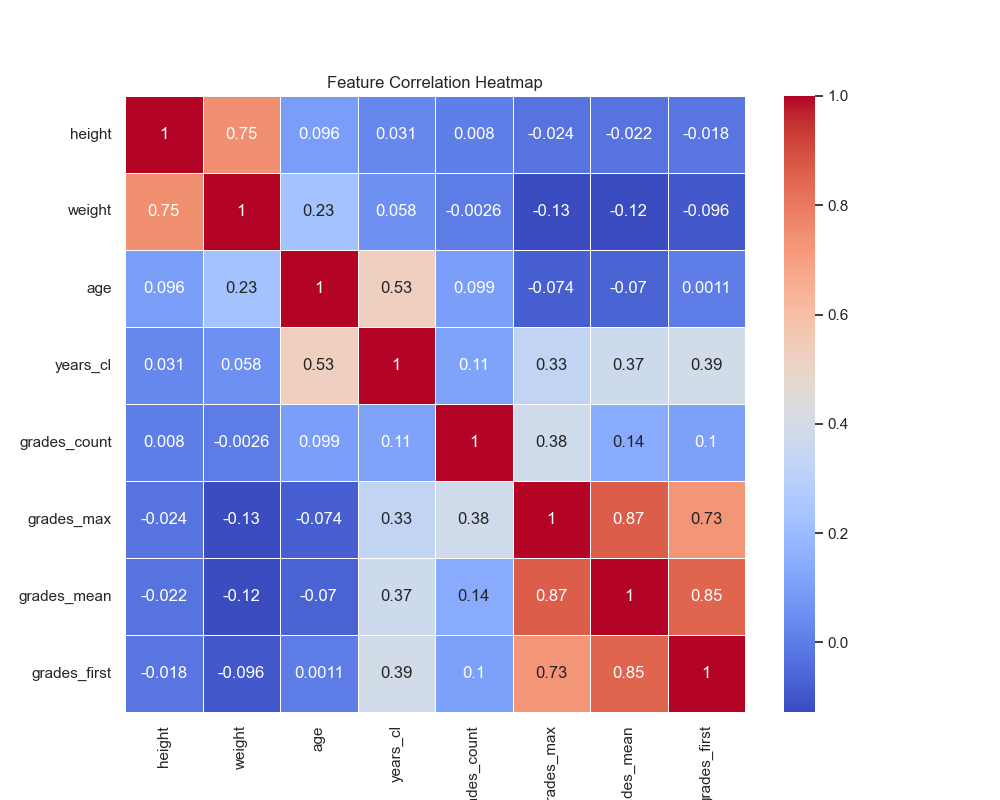 Feature Correlation Heatmap
height 1 0.75 0.096 0.031 0.008 -0.024 -0.022 -0.018
weight 0.75 1 0.23 0.058 -0.0026 -0.13 -0.12 -0.096
age 0.096 0.23 1 0.53 0.099 -0.074 -0.07 0.0011
years_cl 0.031 0.058 0.53 1 0.11 0.33 0.37 0.39
grades_count 0.008 -0.0026 0.099 0.11 1 0.38 0.14 0.1
grades_max -0.024 -0.13 -0.074 0.33 0.38 1 0.87 0.73
grades_mean -0.022 -0.12 -0.07 0.37 0.14 0.87 1 0.85
grades_first -0.018 -0.096 0.0011 0.39 0.1 0.73 0.85 1
height weight age years_cl des_count rades_max des_mean grades_first
1.0
0.8
0.6
0.4
0.2
0.0